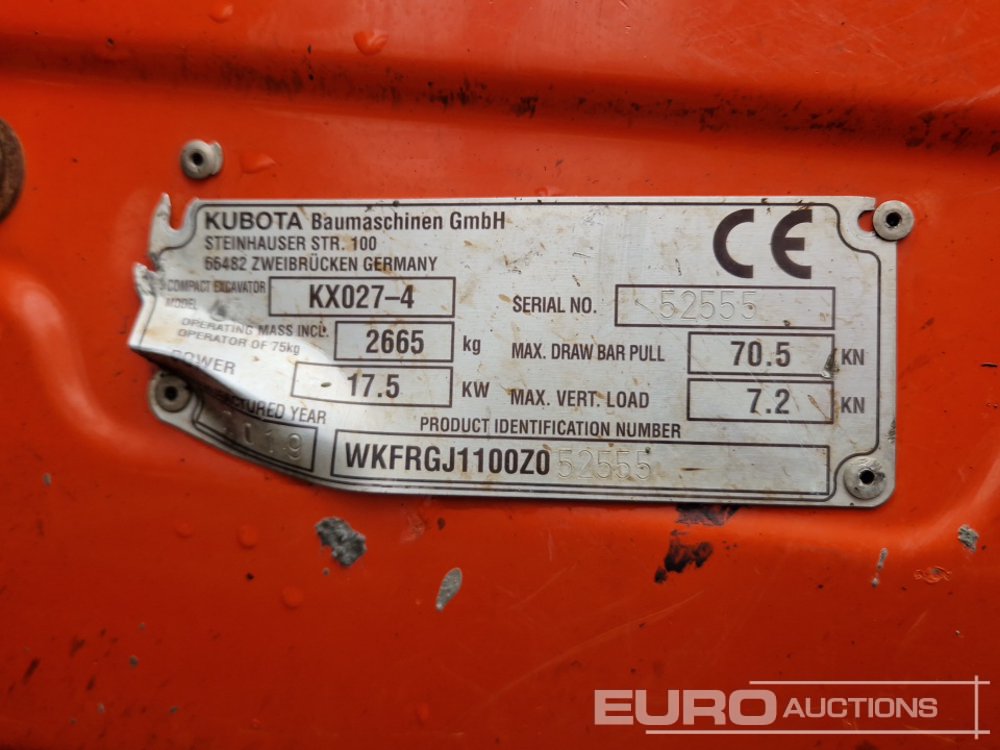 KUBOTA Baumaschinen GmbH
STEINHAUSER STR. 100
66482 ZWEIBRÜCKEN GERMANY
CE
COMPACT EXCAVATOR
MODEL
KX027-4
SERIAL NO.
52555
OPERATING MASS INCL.
OPERATOR OF 75kg
2665
kg
MAX. DRAW BAR PULL
70.5
KN
POWER
17.5
KW
MAX. VERT. LOAD
7.2
KN
YEAR
PRODUCT IDENTIFICATION NUMBER
WKFRGJ1100Z052555
EURO AUCTIONS